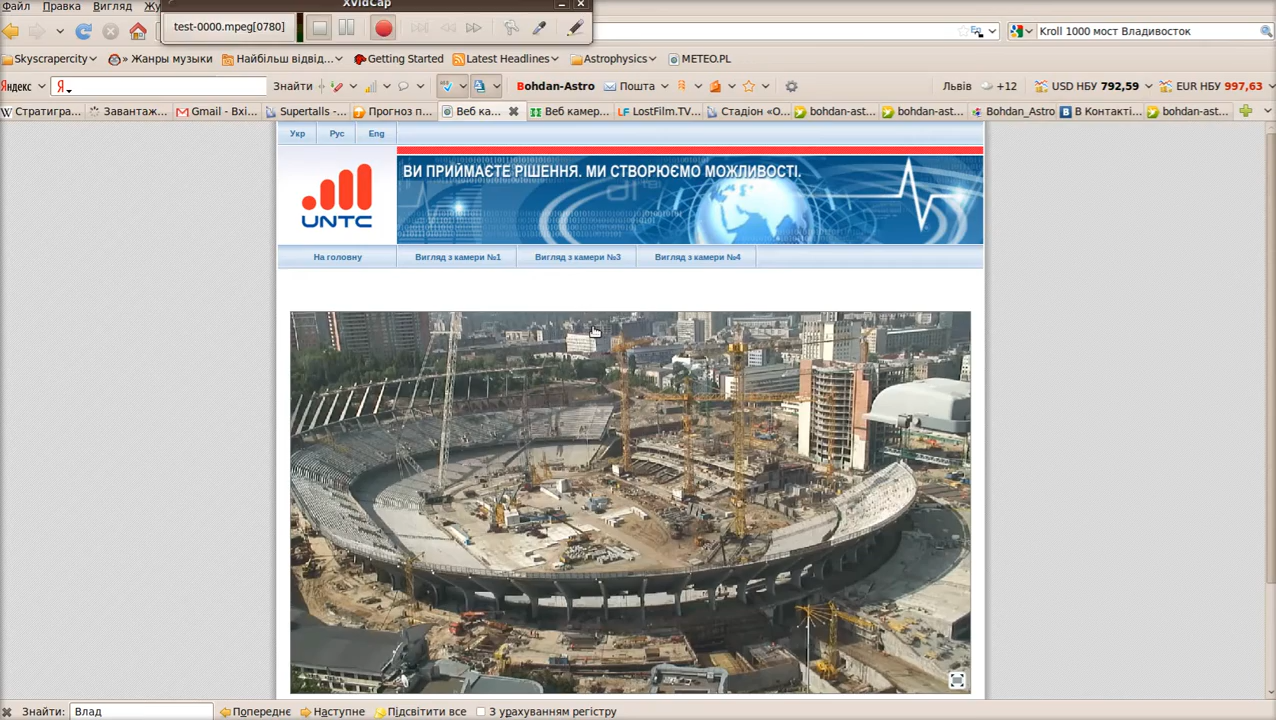 XVidCap
test-0000.mpeg[0780]
Файл Правка Вигляд
Kroll 1000 мост Владивосток
Skyscrapercity » Жанры музыки Найбільш відвід... Getting Started Latest Headlines Astrophysics METEO.PL
Яндекс Я Знайти Bohdan-Astro Пошта Львів +12 USD НБУ 792,59 EUR НБУ 997,63
Стратигра... Завантаж... Gmail - Вхі... Supertalls -... Прогноз п... Веб ка... Веб камер... LostFilm.TV... Стадіон «О... bohdan-ast... bohdan-ast... Bohdan_Astro В Контакті... bohdan-ast...
Укр Рус Eng
ВИ ПРИЙМАЄТЕ РІШЕННЯ. МИ СТВОРЮЄМО МОЖЛИВОСТІ.
UNTC
На головну Вигляд з камери №1 Вигляд з камери №3 Вигляд з камери №4
Знайти: Влад Попереднє Наступне Підсвітити все З урахуванням регістру